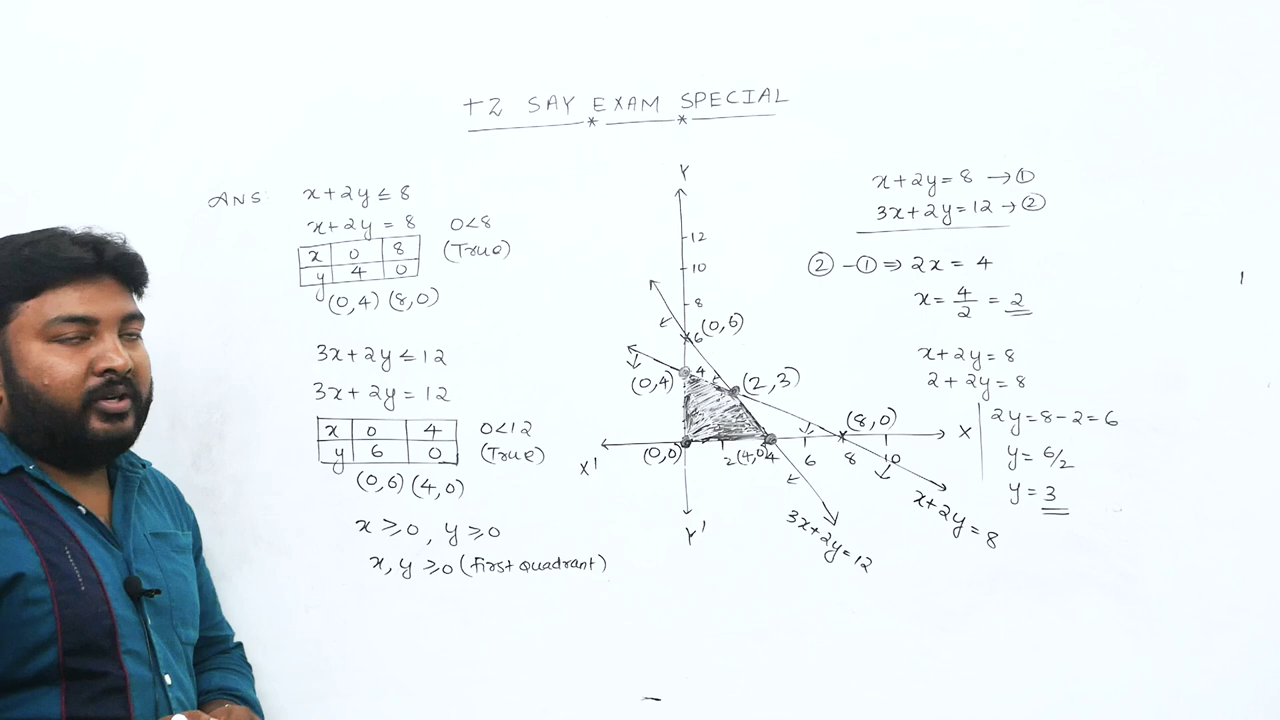 +2 SAY EXAM SPECIAL
ANS: x+2y ≤ 8
x+2y = 8 0<8
x 0 8 (True)
y 4 0
(0,4) (8,0)
3x+2y ≤ 12
3x+2y = 12
x 0 4 0<12
y 6 0 (True)
(0,6) (4,0)
x ≥ 0, y ≥ 0
x, y ≥ 0 (first quadrant)
Y
12
10
8
6 (0,6)
4
(0,4)
(2,3)
(8,0)
X
(0,0) 2 (4,0) 4 6 8 10
X'
Y'
3x+2y=12
x+2y=8
x+2y = 8 → ①
3x+2y = 12 → ②
② - ① ⇒ 2x = 4
x = 4/2 = 2
x+2y = 8
2+2y = 8
2y = 8-2 = 6
y = 6/2
y = 3